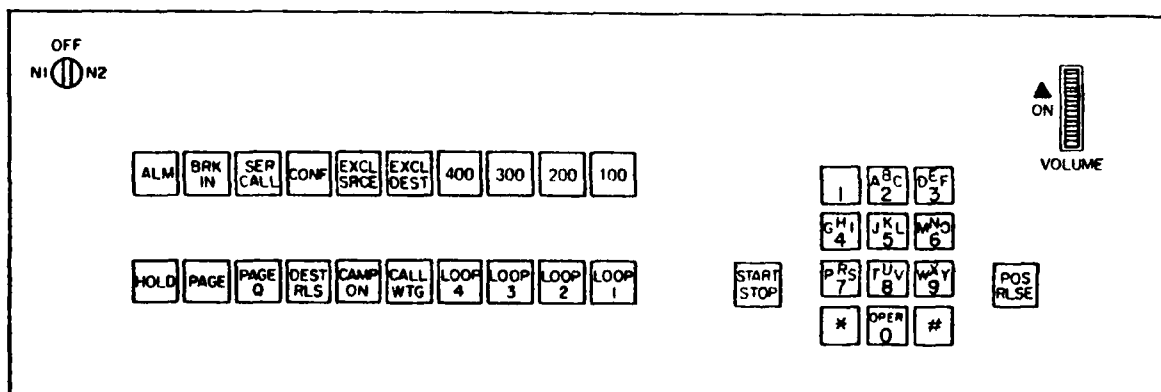 OFF
N1 N2
▲
ON
VOLUME
ALM BRK IN SER CALL CONF EXCL SRCE EXCL DEST 400 300 200 100
HOLD PAGE PAGE Q DEST RLS CAMP ON CALL WTG LOOP 4 LOOP 3 LOOP 2 LOOP 1
START STOP
1 ABC 2 DEF 3
GHI 4 JKL 5 MNO 6
PRS 7 TUV 8 WXY 9
* OPER 0 #
POS RLSE